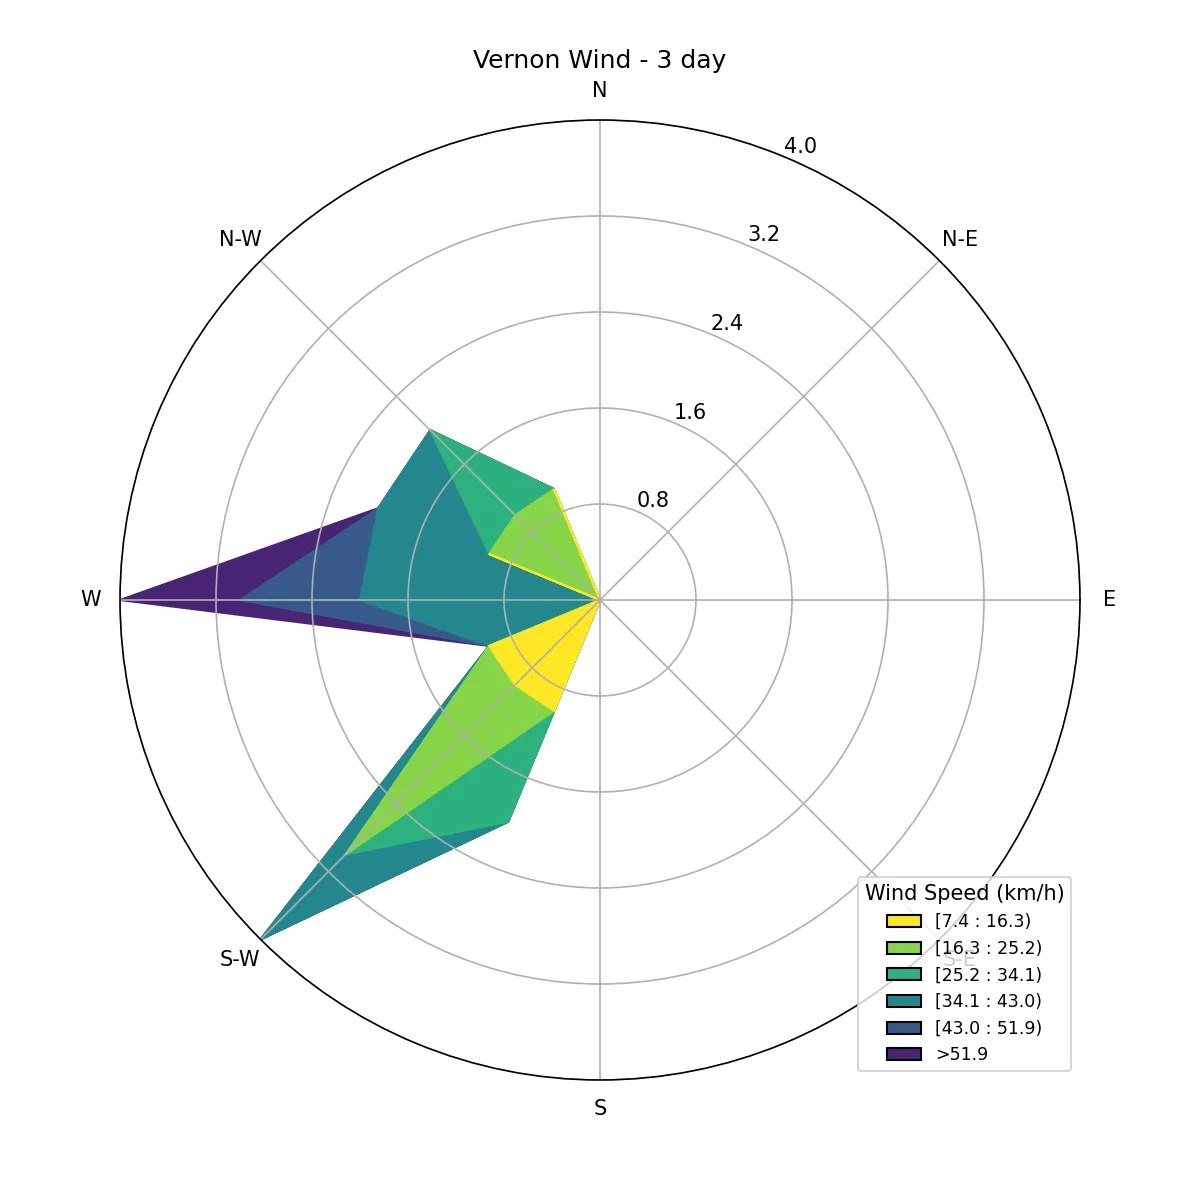 Vernon Wind - 3 day
N
4.0
N-W
N-E
3.2
2.4
1.6
0.8
W
E
S-W
S-E
S
Wind Speed (km/h)
[7.4 : 16.3)
[16.3 : 25.2)
[25.2 : 34.1)
[34.1 : 43.0)
[43.0 : 51.9)
>51.9